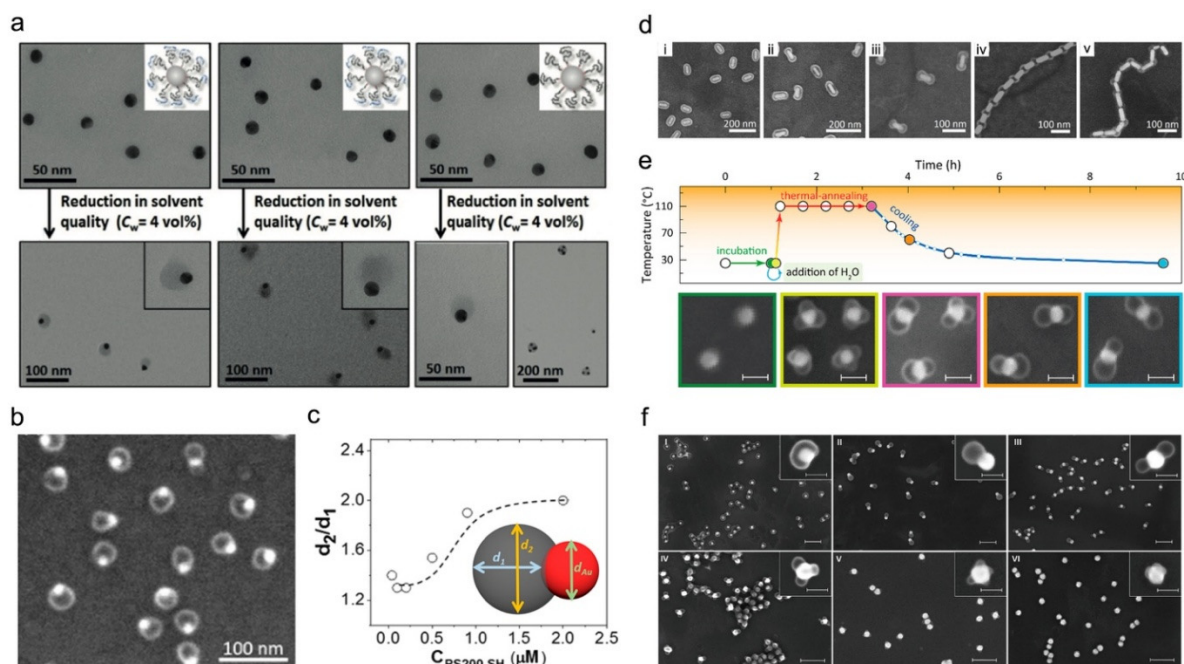 a
50 nm
50 nm
50 nm
Reduction in solvent
quality (Cw= 4 vol%)
Reduction in solvent
quality (Cw= 4 vol%)
Reduction in solvent
quality (Cw= 4 vol%)
100 nm
100 nm
50 nm
200 nm
b
100 nm
c
d2/d1
2.4
2.0
1.6
1.2
d1
d2
dAu
0.0 0.5 1.0 1.5 2.0 2.5
CPS200-SH (μM)
d
i
ii
iii
iv
v
200 nm
200 nm
100 nm
100 nm
100 nm
e
Time (h)
0 2 4 6 8 10
Temperature (°C)
110
70
30
thermal-annealing
cooling
incubation
addition of H2O
f
I
II
III
IV
V
VI